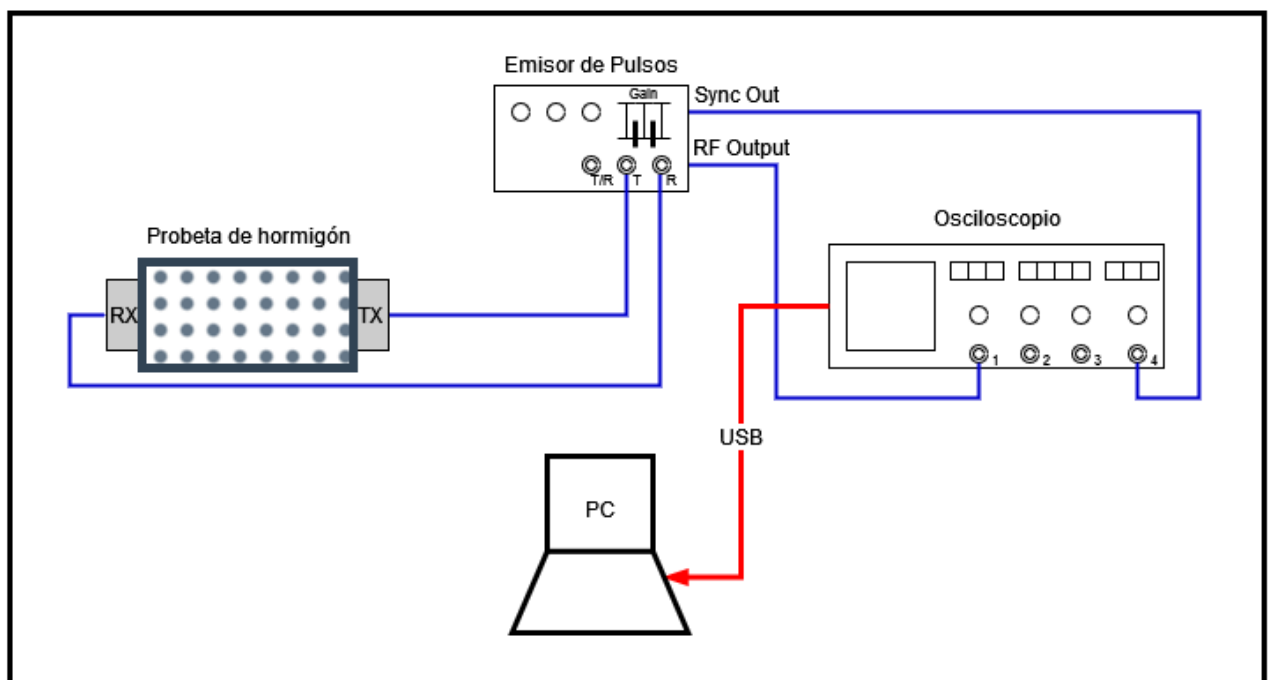 Emisor de Pulsos
Gain
Sync Out
RF Output
T/R
T
R
Probeta de hormigón
RX
TX
Osciloscopio
1
2
3
4
USB
PC